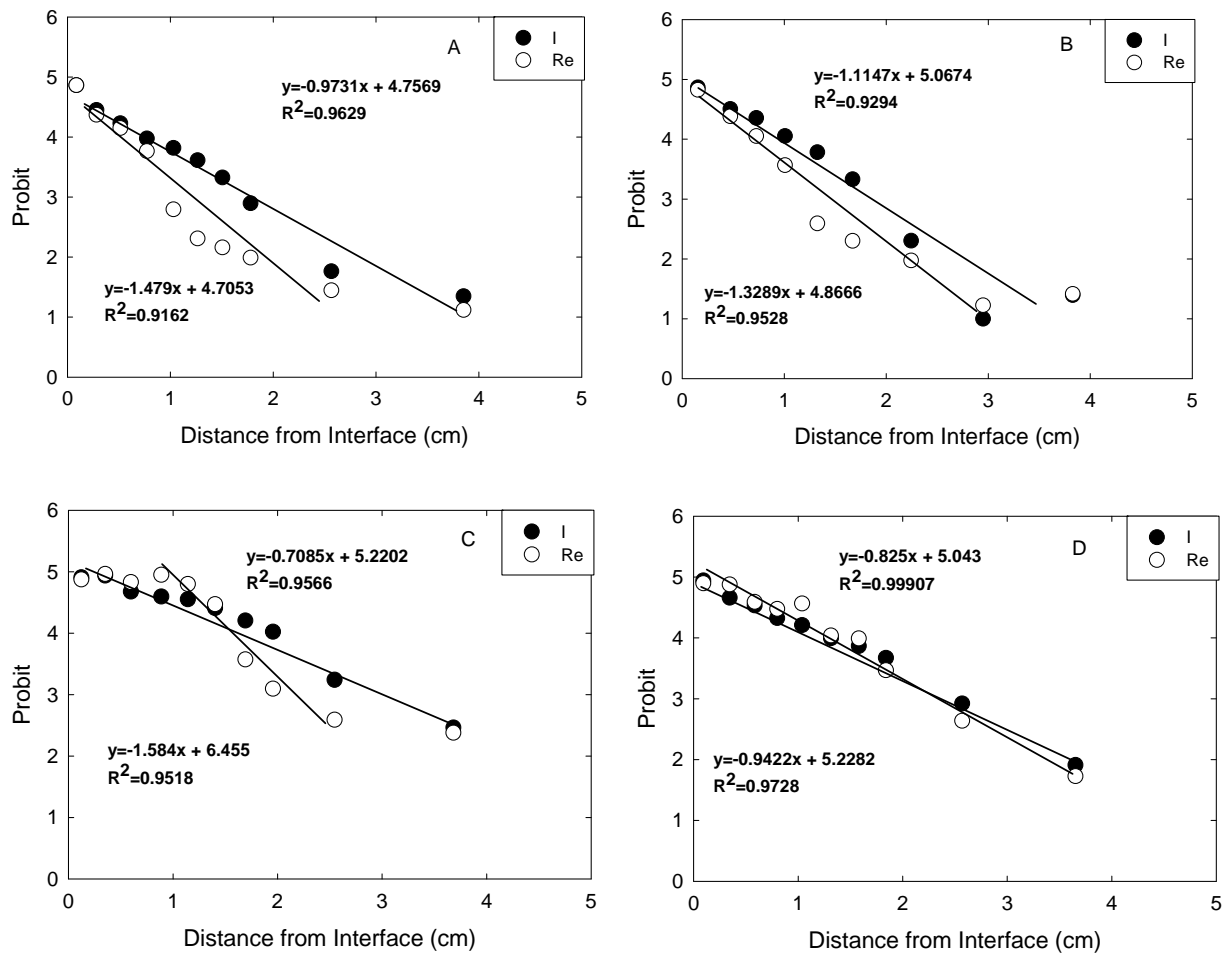 A
I
Re
y=-0.9731x + 4.7569
R2=0.9629
y=-1.479x + 4.7053
R2=0.9162
Probit
6
5
4
3
2
1
0
0 1 2 3 4 5
Distance from Interface (cm)
B
I
Re
y=-1.1147x + 5.0674
R2=0.9294
y=-1.3289x + 4.8666
R2=0.9528
Probit
6
5
4
3
2
1
0
0 1 2 3 4 5
Distance from Interface (cm)
C
I
Re
y=-0.7085x + 5.2202
R2=0.9566
y=-1.584x + 6.455
R2=0.9518
Probit
6
5
4
3
2
1
0
0 1 2 3 4 5
Distance from Interface (cm)
D
I
Re
y=-0.825x + 5.043
R2=0.99907
y=-0.9422x + 5.2282
R2=0.9728
Probit
6
5
4
3
2
1
0
0 1 2 3 4 5
Distance from Interface (cm)